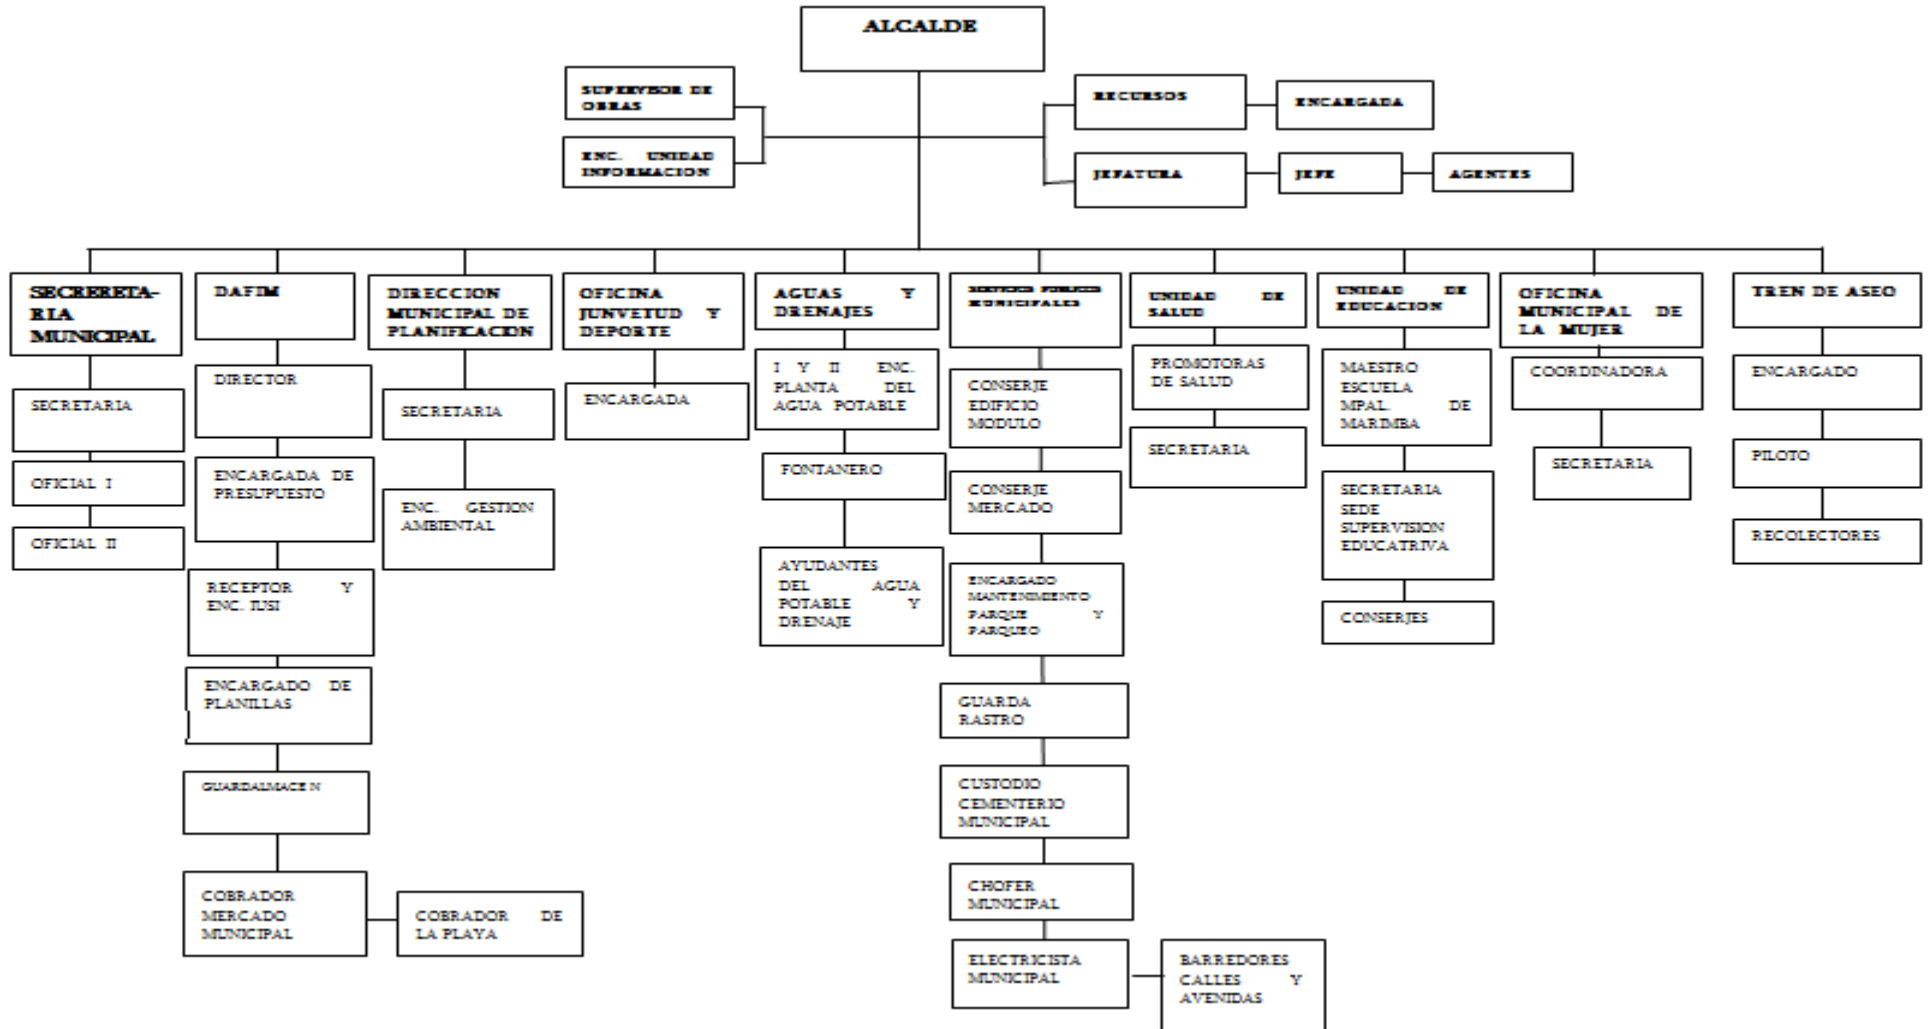 ALCALDE
SUPERVISOR DE
OBRAS
ENC. UNIDAD
INFORMACION
RECURSOS
ENCARGADA
JEFATURA
JEFE
AGENTES
SECRERETA-
RIA
MUNICIPAL
SECRETARIA
OFICIAL I
OFICIAL II
DAFIM
DIRECTOR
ENCARGADA DE
PRESUPUESTO
RECEPTOR Y
ENC. IUSI
ENCARGADO DE
PLANILLAS
GUARDALMACEN
COBRADOR
MERCADO
MUNICIPAL
COBRADOR DE
LA PLAYA
DIRECCION
MUNICIPAL DE
PLANIFICACION
SECRETARIA
ENC. GESTION
AMBIENTAL
OFICINA
JUNVETUD Y
DEPORTE
ENCARGADA
AGUAS Y
DRENAJES
I Y II ENC.
PLANTA DEL
AGUA POTABLE
FONTANERO
AYUDANTES
DEL AGUA
POTABLE Y
DRENAJE
SERVICIOS PUBLICOS
MUNICIPALES
CONSERJE
EDIFICIO
MODULO
CONSERJE
MERCADO
ENCARGADO
MANTENIMIENTO
PARQUE Y
PARQUEO
GUARDA
RASTRO
CUSTODIO
CEMENTERIO
MUNICIPAL
CHOFER
MUNICIPAL
ELECTRICISTA
MUNICIPAL
BARREDORES
CALLES Y
AVENIDAS
UNIDAD DE
SALUD
PROMOTORAS
DE SALUD
SECRETARIA
UNIDAD DE
EDUCACION
MAESTRO
ESCUELA
MPAL. DE
MARIMBA
SECRETARIA
SEDE
SUPERVISION
EDUCATRIVA
CONSERJES
OFICINA
MUNICIPAL DE
LA MUJER
COORDINADORA
SECRETARIA
TREN DE ASEO
ENCARGADO
PILOTO
RECOLECTORES